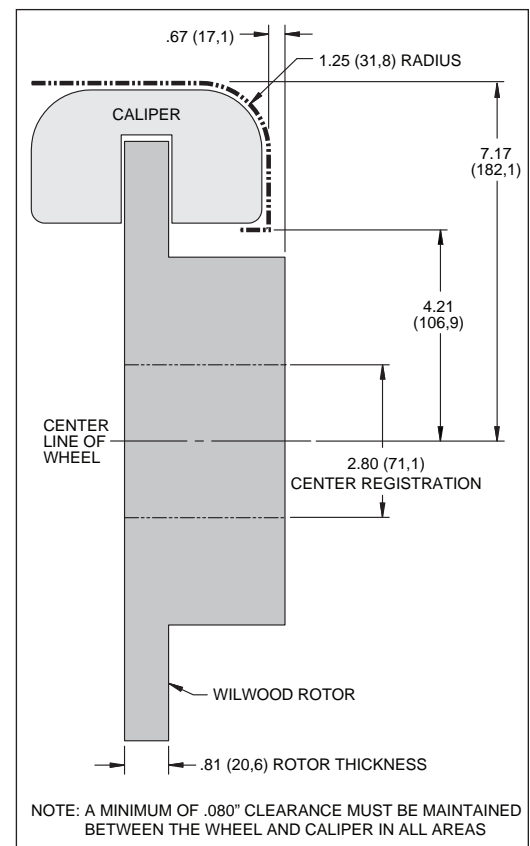 .67 (17,1)
1.25 (31,8) RADIUS
CALIPER
7.17
(182,1)
4.21
(106,9)
CENTER
LINE OF
WHEEL
2.80 (71,1)
CENTER REGISTRATION
WILWOOD ROTOR
.81 (20,6) ROTOR THICKNESS
NOTE: A MINIMUM OF .080" CLEARANCE MUST BE MAINTAINED
BETWEEN THE WHEEL AND CALIPER IN ALL AREAS